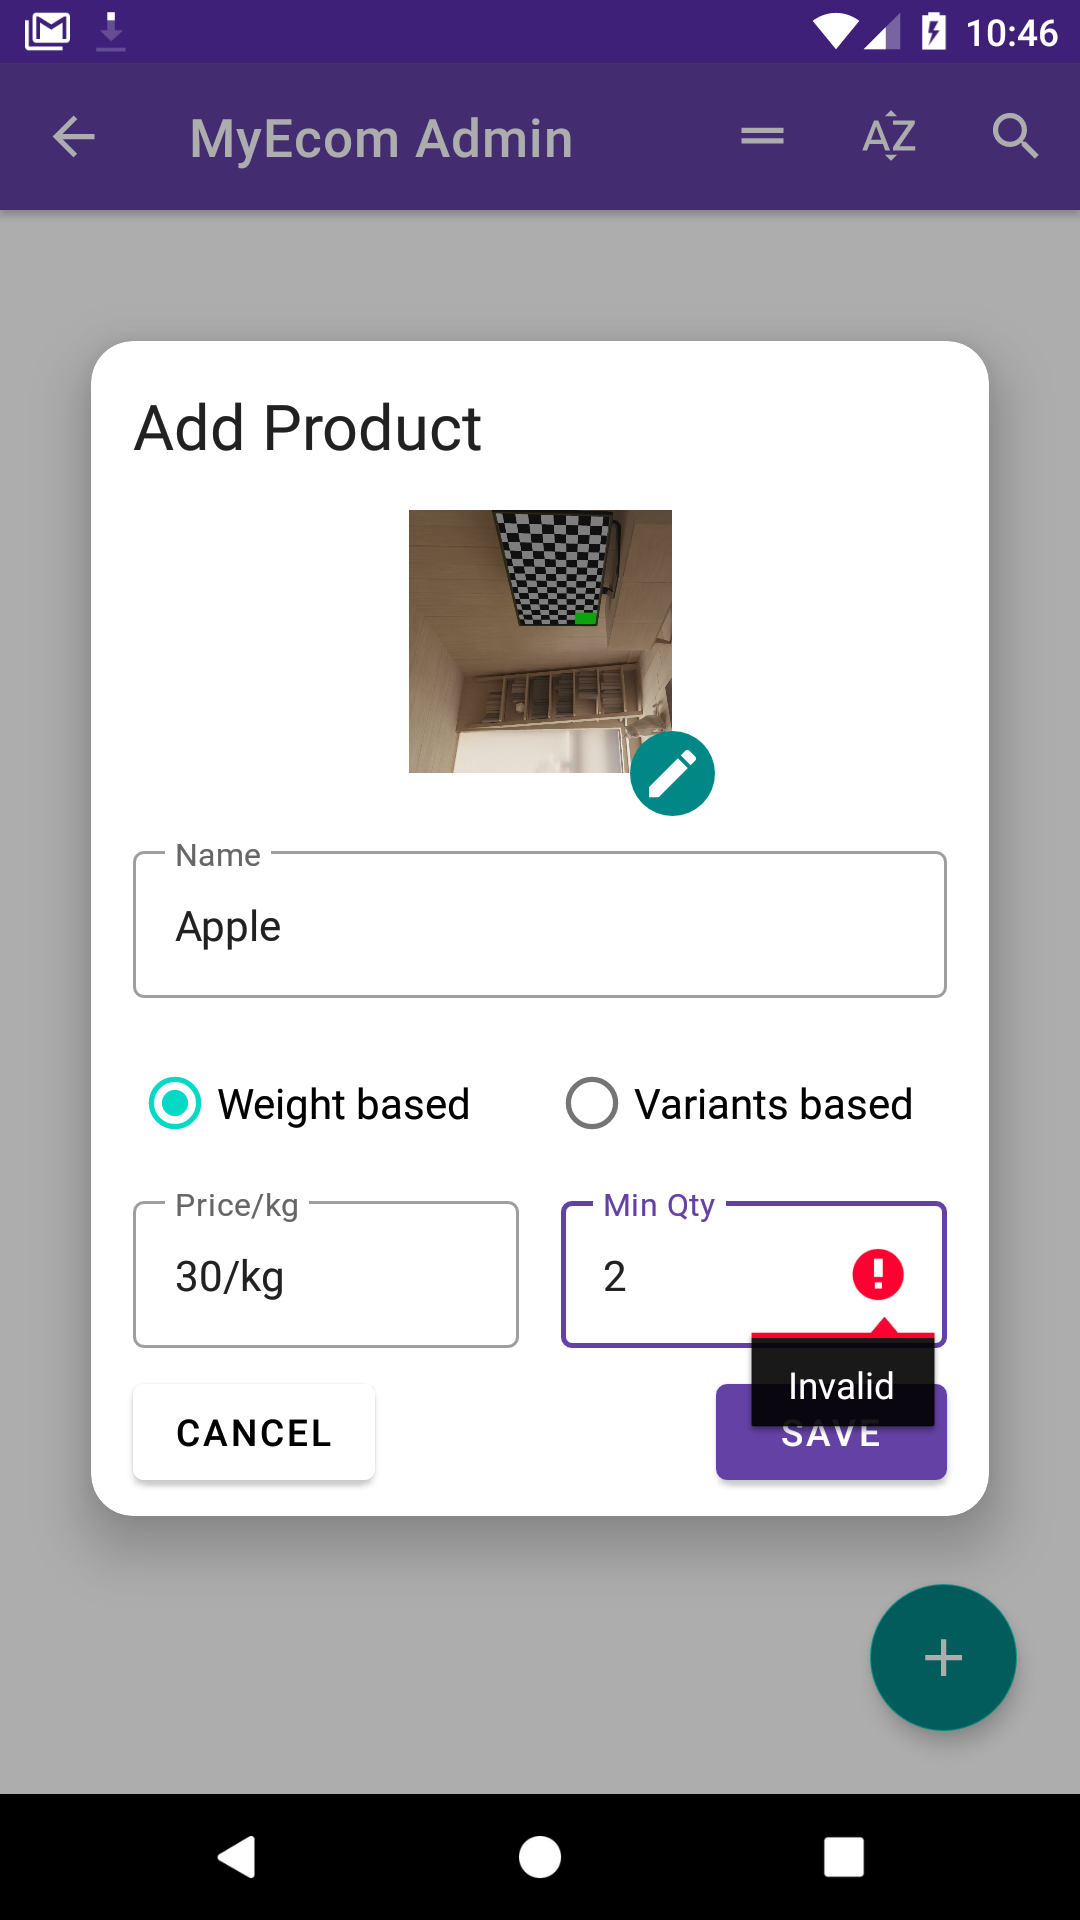 10:46
MyEcom Admin
AZ
Add Product
Name
Apple
Weight based
Variants based
Price/kg
30/kg
Min Qty
2
Invalid
CANCEL
SAVE